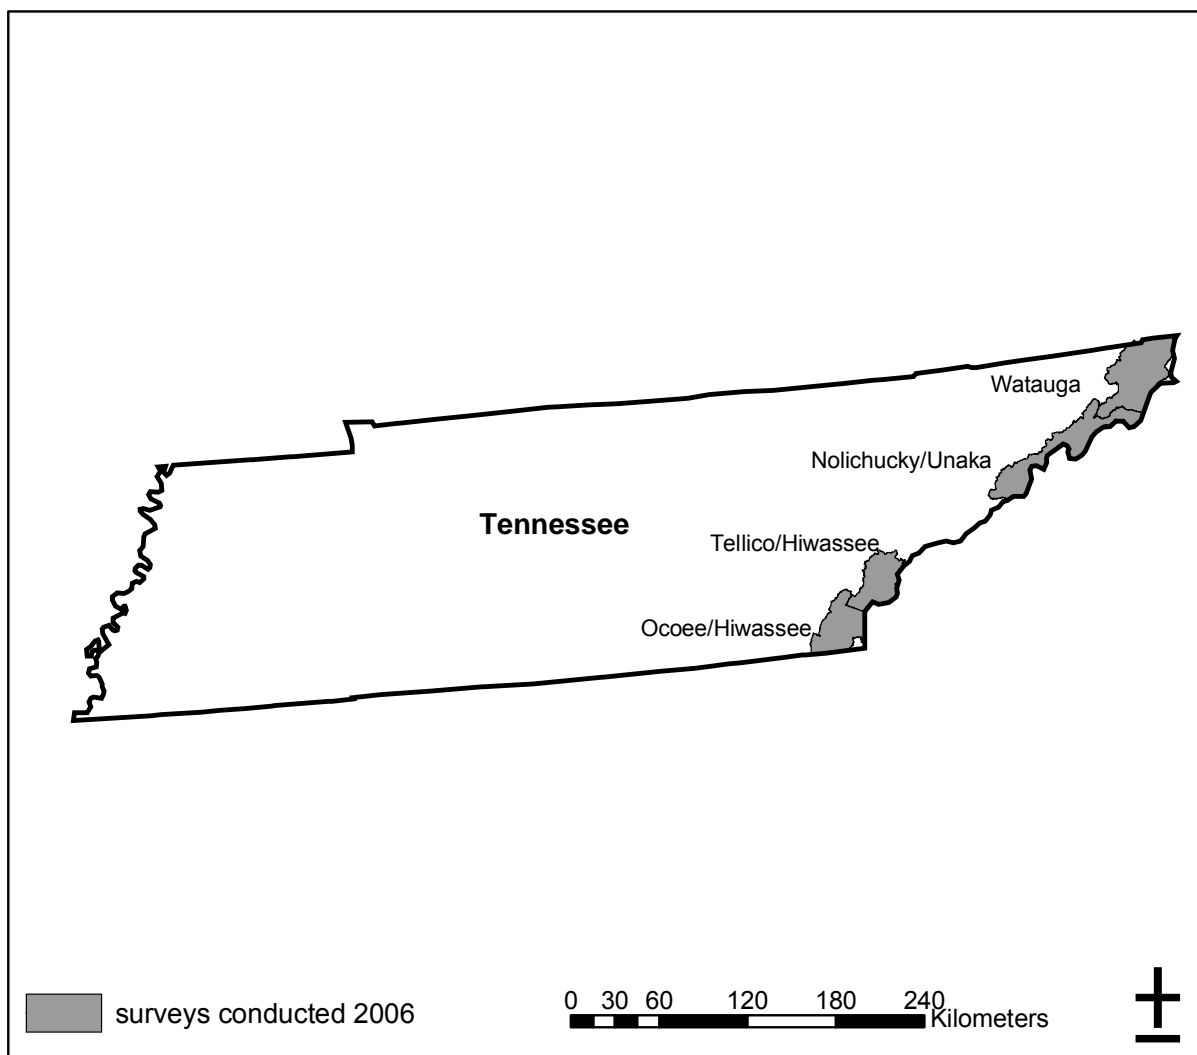 Watauga
Nolichucky/Unaka
Tennessee
Tellico/Hiwassee
Ocoee/Hiwassee
surveys conducted 2006
0 30 60 120 180 240
Kilometers